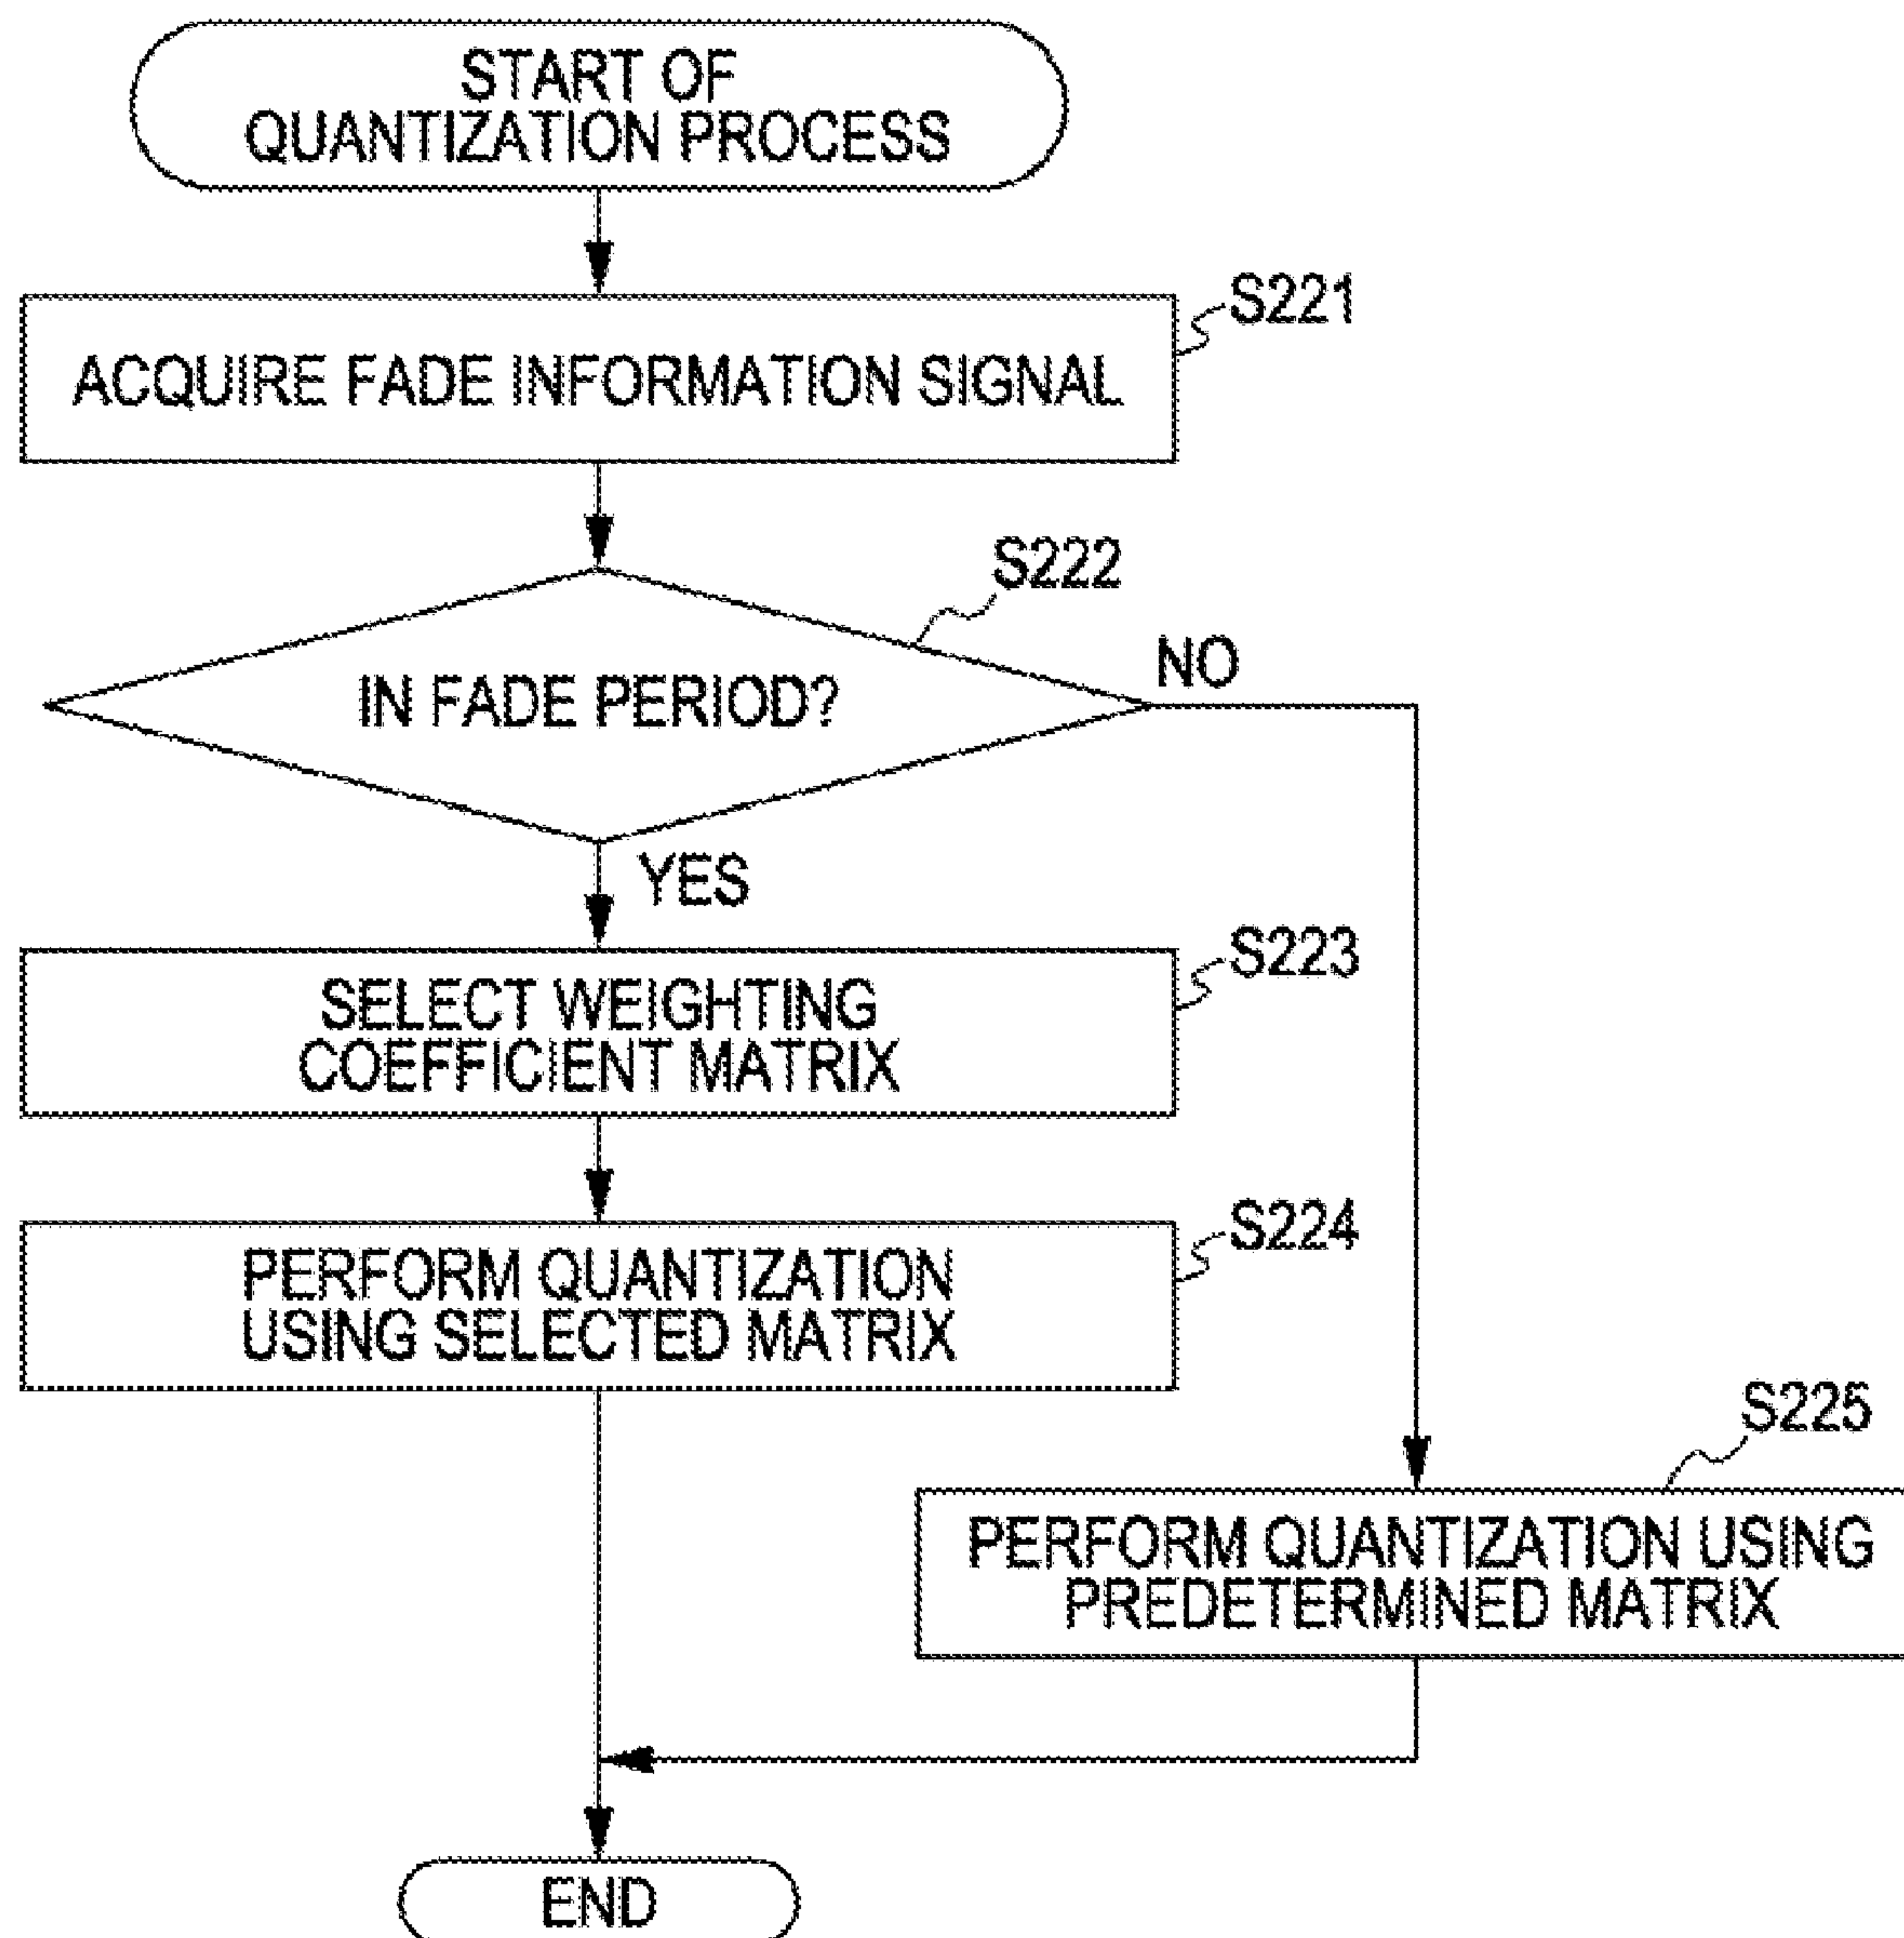 START OF
QUANTIZATION PROCESS
S221
ACQUIRE FADE INFORMATION SIGNAL
S222
IN FADE PERIOD?
NO
YES
S223
SELECT WEIGHTING
COEFFICIENT MATRIX
S224
PERFORM QUANTIZATION
USING SELECTED MATRIX
S225
PERFORM QUANTIZATION USING
PREDETERMINED MATRIX
END